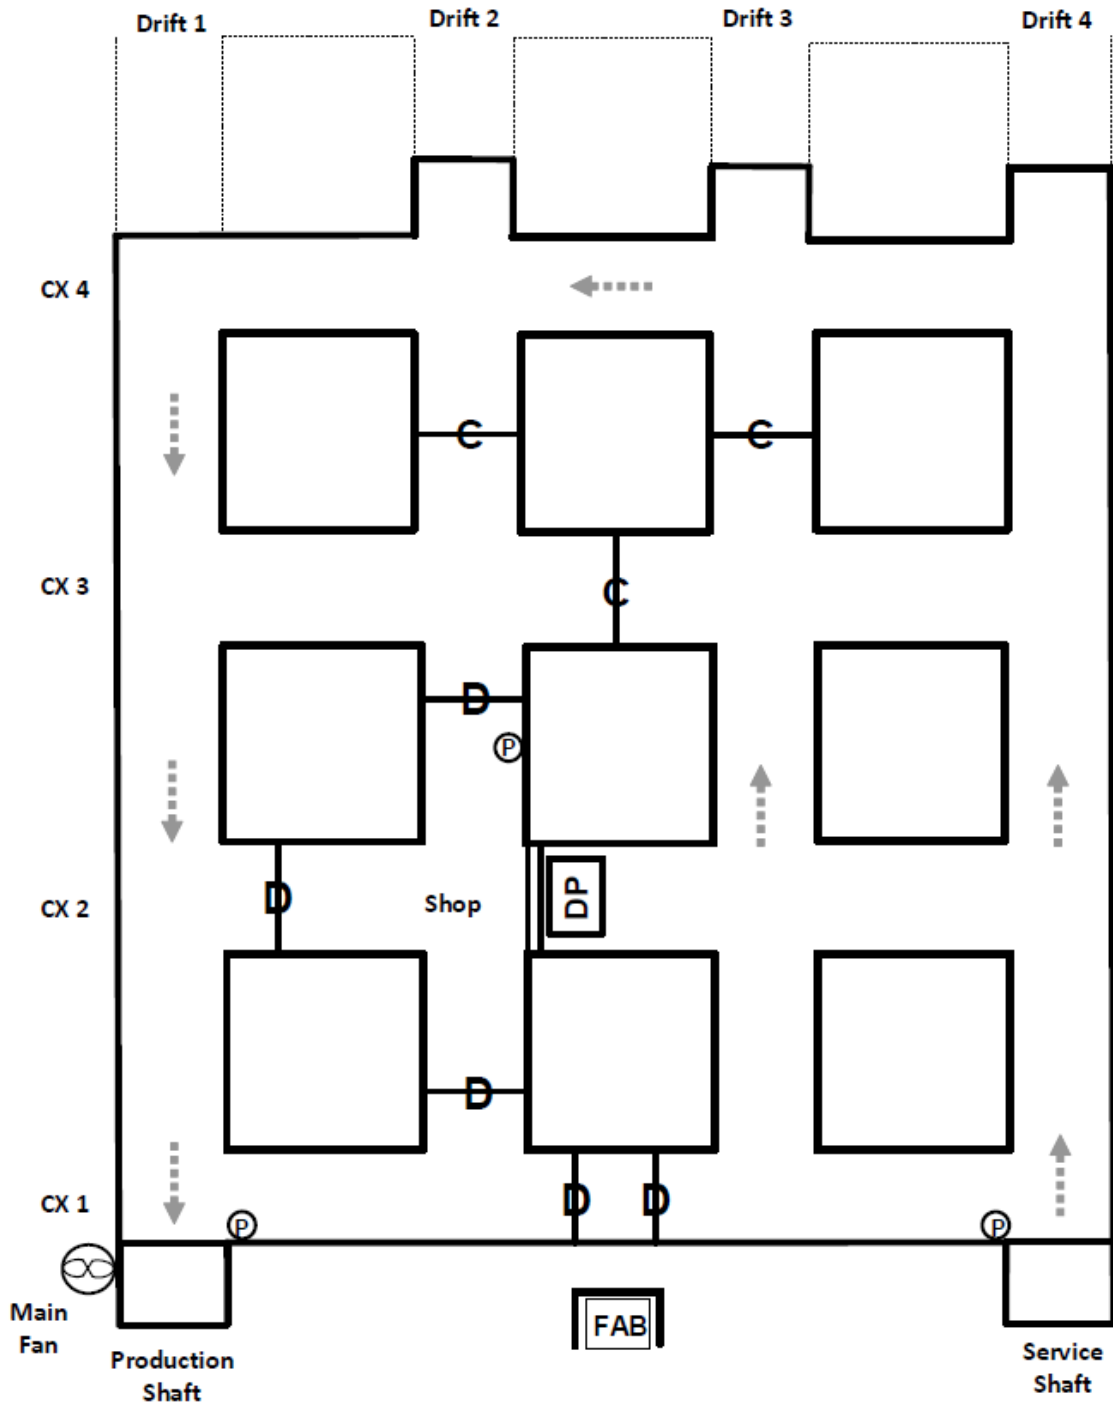 Drift 1
Drift 2
Drift 3
Drift 4
CX 4
C
C
CX 3
C
D
P
D
Shop
DP
CX 2
D
CX 1
D
D
P
P
Main
Fan
FAB
Production
Shaft
Service
Shaft